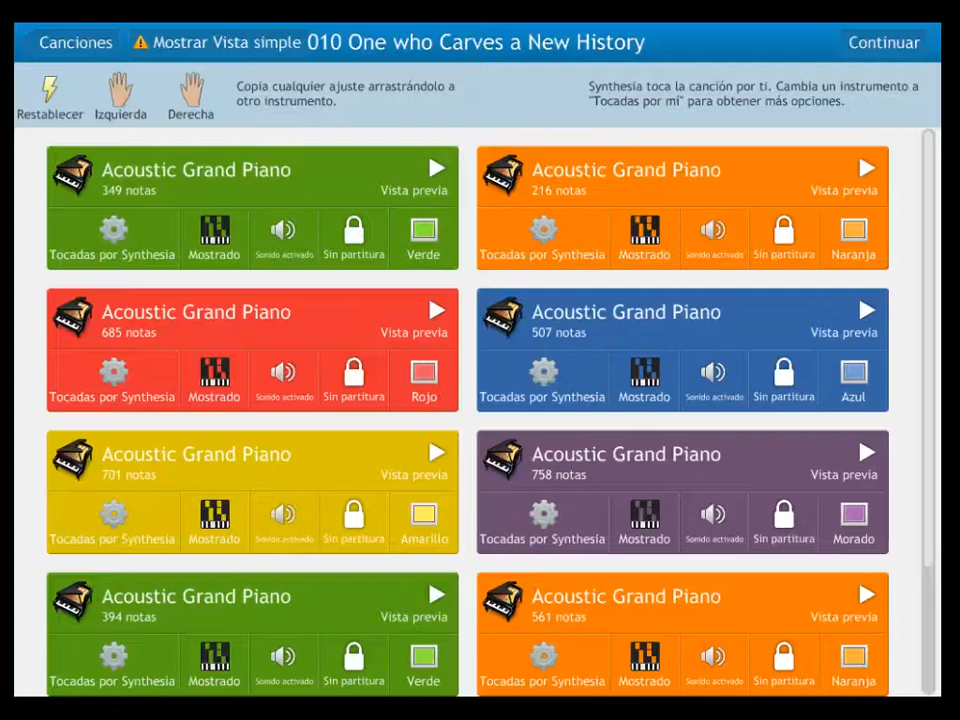 Canciones
Mostrar Vista simple
010 One who Carves a New History
Continuar
Restablecer
Izquierda
Derecha
Copia cualquier ajuste arrastrándolo a
otro instrumento.
Synthesia toca la canción por ti. Cambia un instrumento a
"Tocadas por mí" para obtener más opciones.
Acoustic Grand Piano
349 notas
Vista previa
Tocadas por Synthesia
Mostrado
Sonido activado
Sin partitura
Verde
Acoustic Grand Piano
216 notas
Vista previa
Tocadas por Synthesia
Mostrado
Sonido activado
Sin partitura
Naranja
Acoustic Grand Piano
685 notas
Vista previa
Tocadas por Synthesia
Mostrado
Sonido activado
Sin partitura
Rojo
Acoustic Grand Piano
507 notas
Vista previa
Tocadas por Synthesia
Mostrado
Sonido activado
Sin partitura
Azul
Acoustic Grand Piano
701 notas
Vista previa
Tocadas por Synthesia
Mostrado
Sonido activado
Sin partitura
Amarillo
Acoustic Grand Piano
758 notas
Vista previa
Tocadas por Synthesia
Mostrado
Sonido activado
Sin partitura
Morado
Acoustic Grand Piano
394 notas
Vista previa
Tocadas por Synthesia
Mostrado
Sonido activado
Sin partitura
Verde
Acoustic Grand Piano
561 notas
Vista previa
Tocadas por Synthesia
Mostrado
Sonido activado
Sin partitura
Naranja